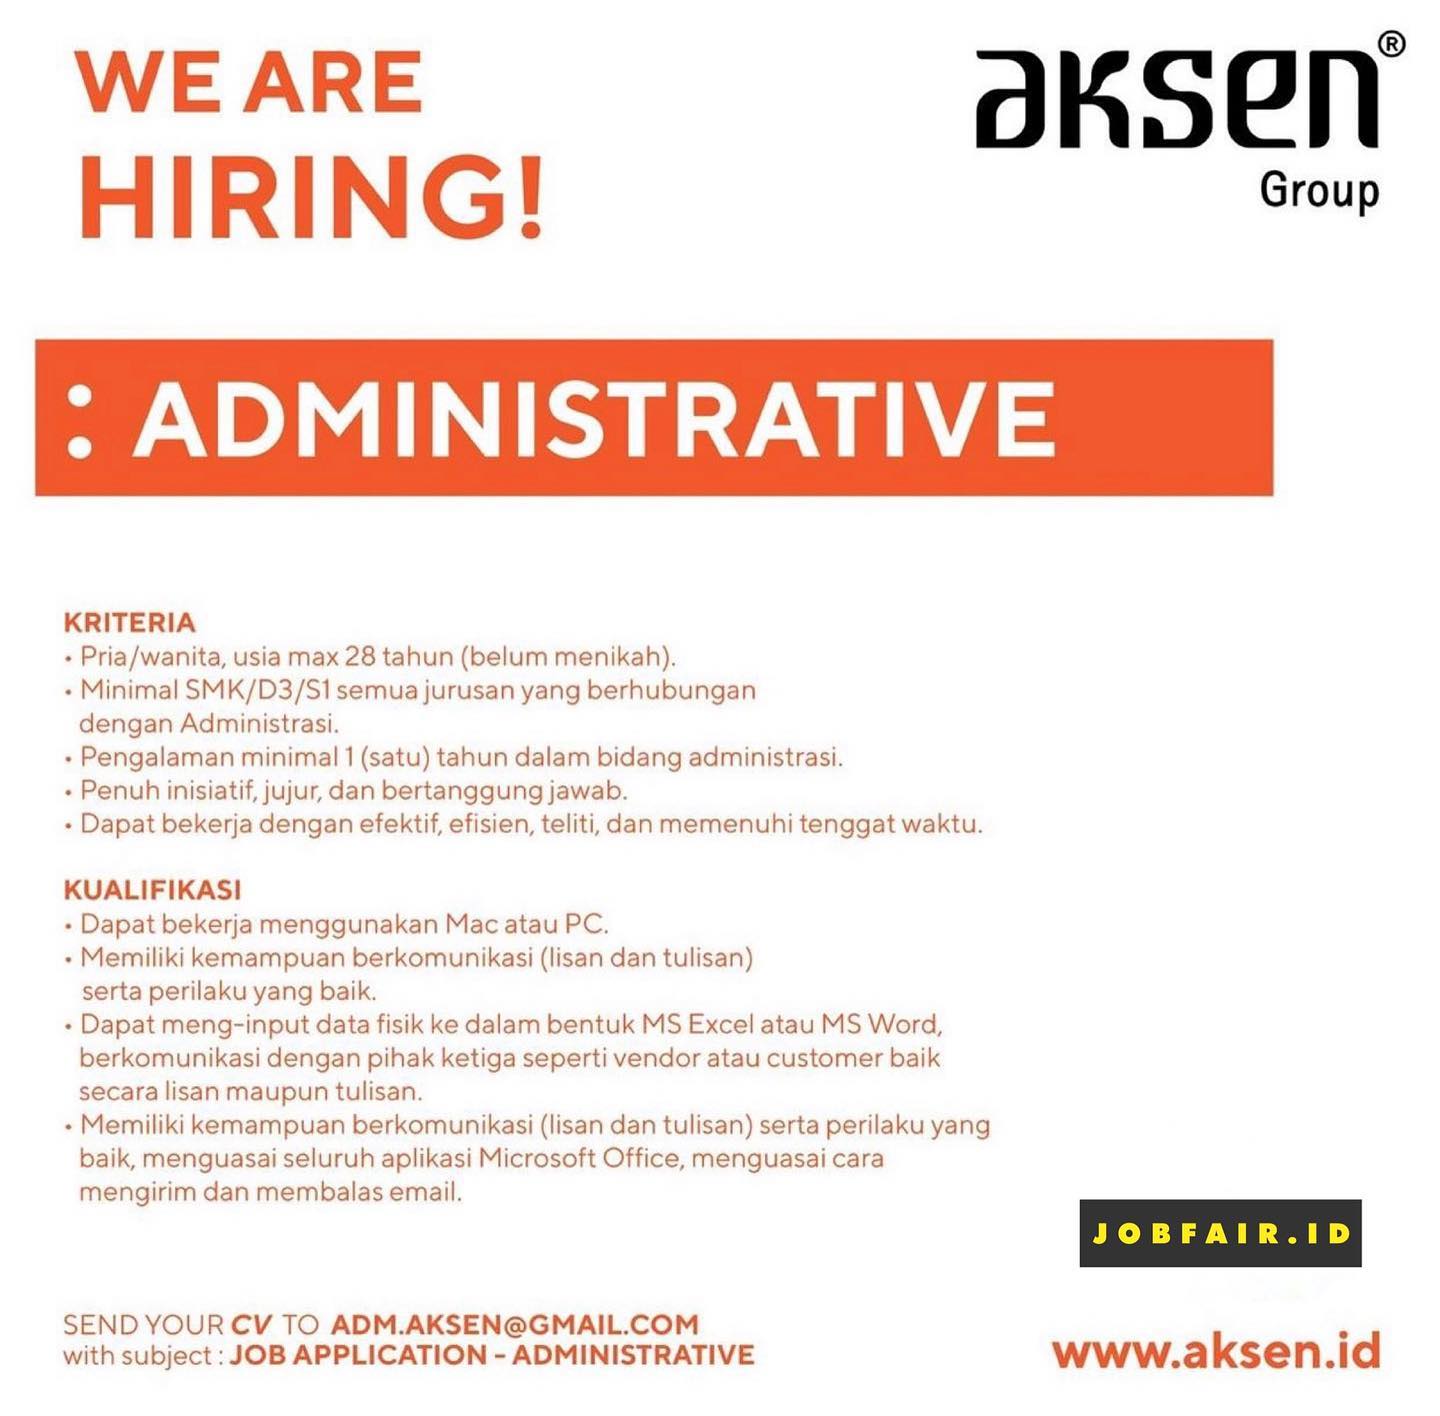 WE ARE
HIRING!
aksen®
Group
: ADMINISTRATIVE
KRITERIA
• Pria/wanita, usia max 28 tahun (belum menikah).
• Minimal SMK/D3/S1 semua jurusan yang berhubungan
dengan Administrasi.
• Pengalaman minimal 1 (satu) tahun dalam bidang administrasi.
• Penuh inisiatif, jujur, dan bertanggung jawab.
• Dapat bekerja dengan efektif, efisien, teliti, dan memenuhi tenggat waktu.
KUALIFIKASI
• Dapat bekerja menggunakan Mac atau PC.
• Memiliki kemampuan berkomunikasi (lisan dan tulisan)
serta perilaku yang baik.
• Dapat meng-input data fisik ke dalam bentuk MS Excel atau MS Word,
berkomunikasi dengan pihak ketiga seperti vendor atau customer baik
secara lisan maupun tulisan.
• Memiliki kemampuan berkomunikasi (lisan dan tulisan) serta perilaku yang
baik, menguasai seluruh aplikasi Microsoft Office, menguasai cara
mengirim dan membalas email.
JOBFAIR.ID
SEND YOUR CV TO ADM.AKSEN@GMAIL.COM
with subject : JOB APPLICATION - ADMINISTRATIVE
www.aksen.id